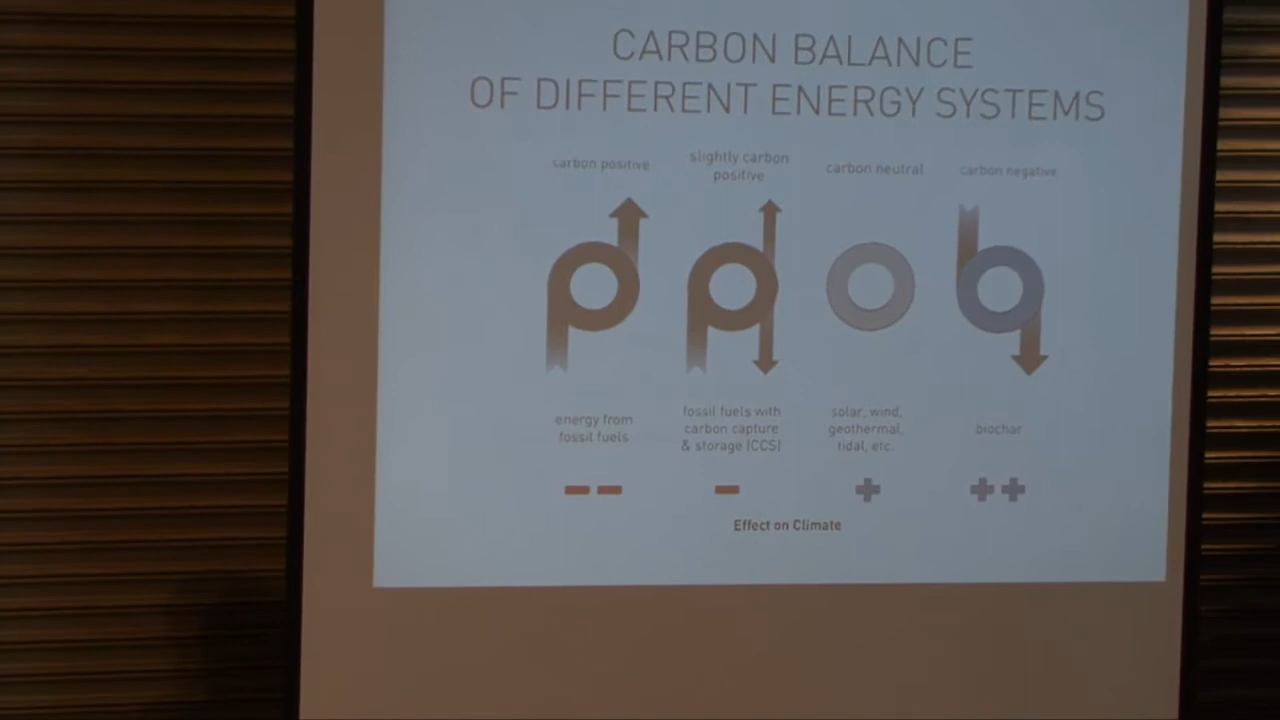 CARBON BALANCE
OF DIFFERENT ENERGY SYSTEMS
carbon positive
slightly carbon
positive
carbon neutral
carbon negative
energy from
fossil fuels
fossil fuels with
carbon capture
& storage (CCS)
solar, wind,
geothermal,
tidal, etc.
biochar
Effect on Climate